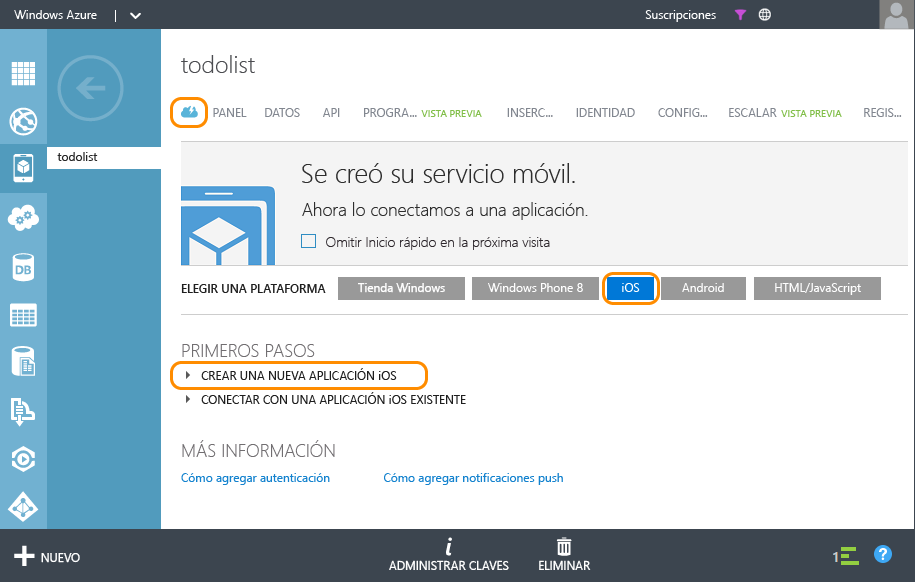 Windows Azure | Suscripciones
todolist
todolist
PANEL DATOS API PROGRA... VISTA PREVIA INSERC... IDENTIDAD CONFIG... ESCALAR VISTA PREVIA REGIS...
Se creó su servicio móvil.
Ahora lo conectamos a una aplicación.
Omitir Inicio rápido en la próxima visita
ELEGIR UNA PLATAFORMA Tienda Windows Windows Phone 8 iOS Android HTML/JavaScript
PRIMEROS PASOS
CREAR UNA NUEVA APLICACIÓN iOS
CONECTAR CON UNA APLICACIÓN iOS EXISTENTE
MÁS INFORMACIÓN
Cómo agregar autenticación Cómo agregar notificaciones push
DB
NUEVO ADMINISTRAR CLAVES ELIMINAR 1 ?